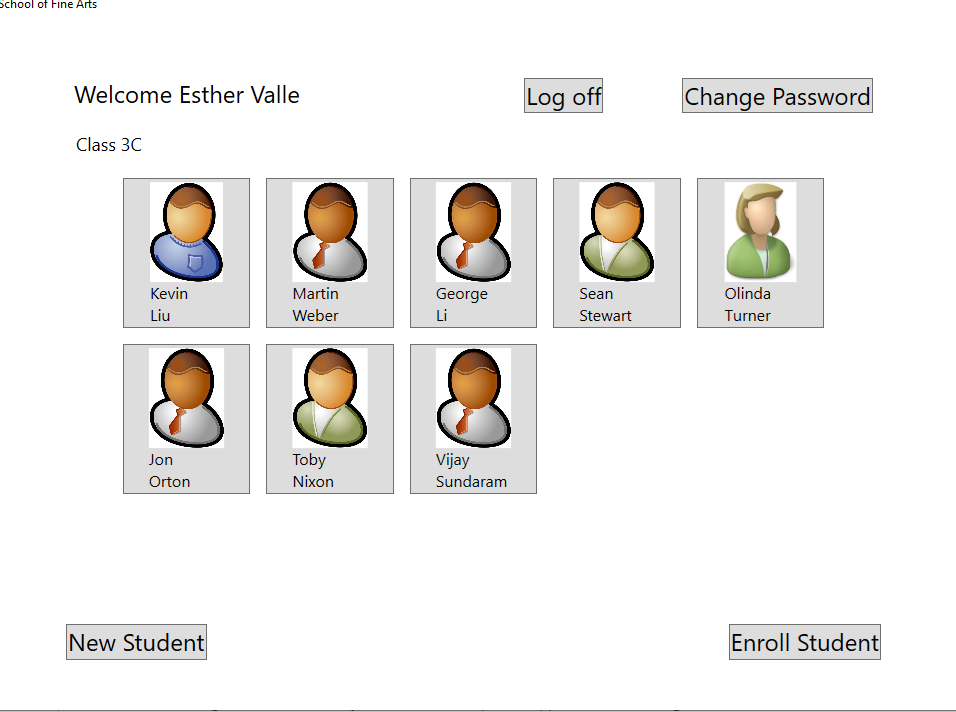 School of Fine Arts
Welcome Esther Valle
Log off
Change Password
Class 3C
Kevin
Liu
Martin
Weber
George
Li
Sean
Stewart
Olinda
Turner
Jon
Orton
Toby
Nixon
Vijay
Sundaram
New Student
Enroll Student